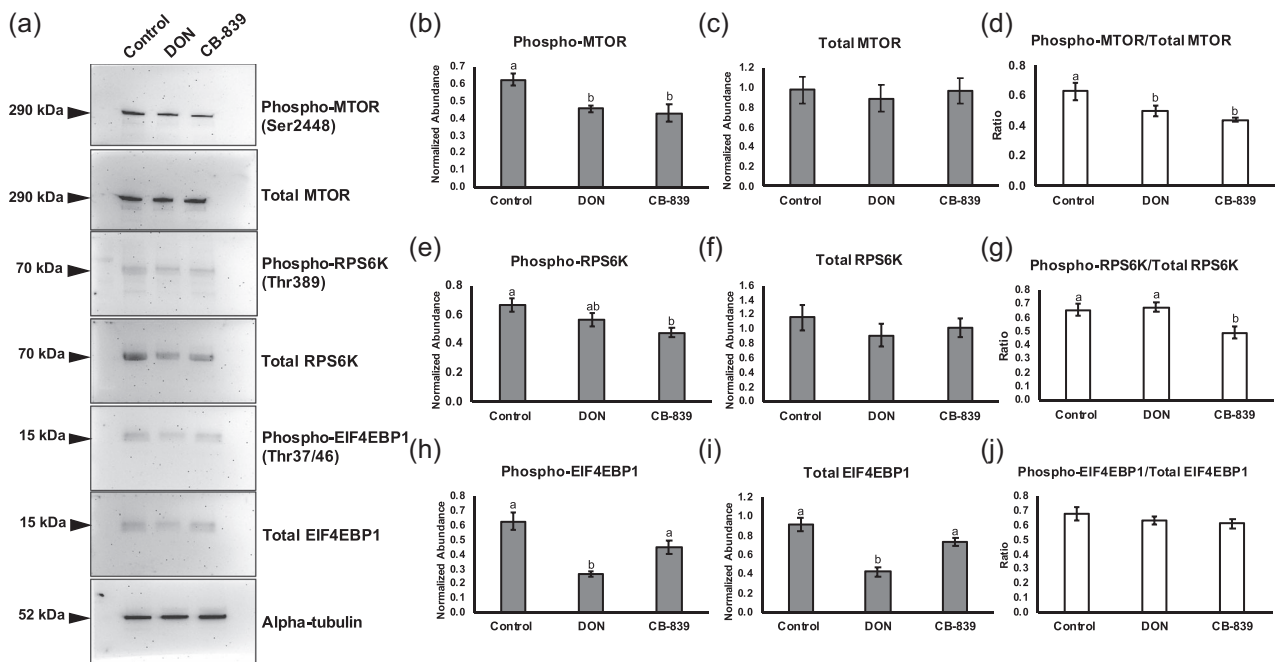 (a)
Control
DON
CB-839
290 kDa
Phospho-MTOR
(Ser2448)
290 kDa
Total MTOR
70 kDa
Phospho-RPS6K
(Thr389)
70 kDa
Total RPS6K
15 kDa
Phospho-EIF4EBP1
(Thr37/46)
15 kDa
Total EIF4EBP1
52 kDa
Alpha-tubulin
(b)
Phospho-MTOR
Normalized Abundance
0.7
0.6
0.5
0.4
0.3
0.2
0.1
0.0
a
b
b
Control DON CB-839
(c)
Total MTOR
Normalized Abundance
1.2
1.0
0.8
0.6
0.4
0.2
0.0
Control DON CB-839
(d)
Phospho-MTOR/Total MTOR
Ratio
0.8
0.6
0.4
0.2
0.0
a
b
b
Control DON CB-839
(e)
Phospho-RPS6K
Normalized Abundance
0.8
0.6
0.4
0.2
0.0
a
ab
b
Control DON CB-839
(f)
Total RPS6K
Normalized Abundance
1.6
1.4
1.2
1.0
0.8
0.6
0.4
0.2
0.0
Control DON CB-839
(g)
Phospho-RPS6K/Total RPS6K
Ratio
0.8
0.7
0.6
0.5
0.4
0.3
0.2
0.1
0.0
a
a
b
Control DON CB-839
(h)
Phospho-EIF4EBP1
Normalized Abundance
0.8
0.7
0.6
0.5
0.4
0.3
0.2
0.1
0.0
a
b
a
Control DON CB-839
(i)
Total EIF4EBP1
Normalized Abundance
1.2
1.0
0.8
0.6
0.4
0.2
0.0
a
b
a
Control DON CB-839
(j)
Phospho-EIF4EBP1/Total EIF4EBP1
Ratio
0.8
0.7
0.6
0.5
0.4
0.3
0.2
0.1
0.0
Control DON CB-839